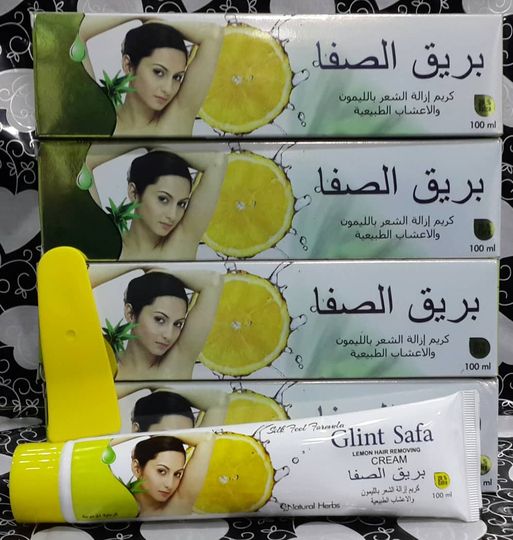 بريق الصفا
كريم إزالة الشعر بالليمون
والاعشاب الطبيعية
100 ml
بريق الصفا
كريم إزالة الشعر بالليمون
والاعشاب الطبيعية
100 ml
بريق الصفا
كريم إزالة الشعر بالليمون
والاعشاب الطبيعية
100 ml
ml
Silk Feel Formula
Glint Safa
LEMON HAIR REMOVING
CREAM
بريق الصفا
كريم إزالة الشعر بالليمون
والاعشاب الطبيعية
100 ml
Natural Herbs